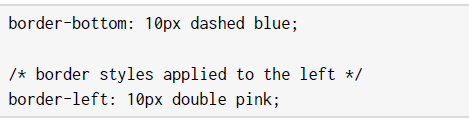 border-bottom: 10px dashed blue;
/* border styles applied to the left */
border-left: 10px double pink;